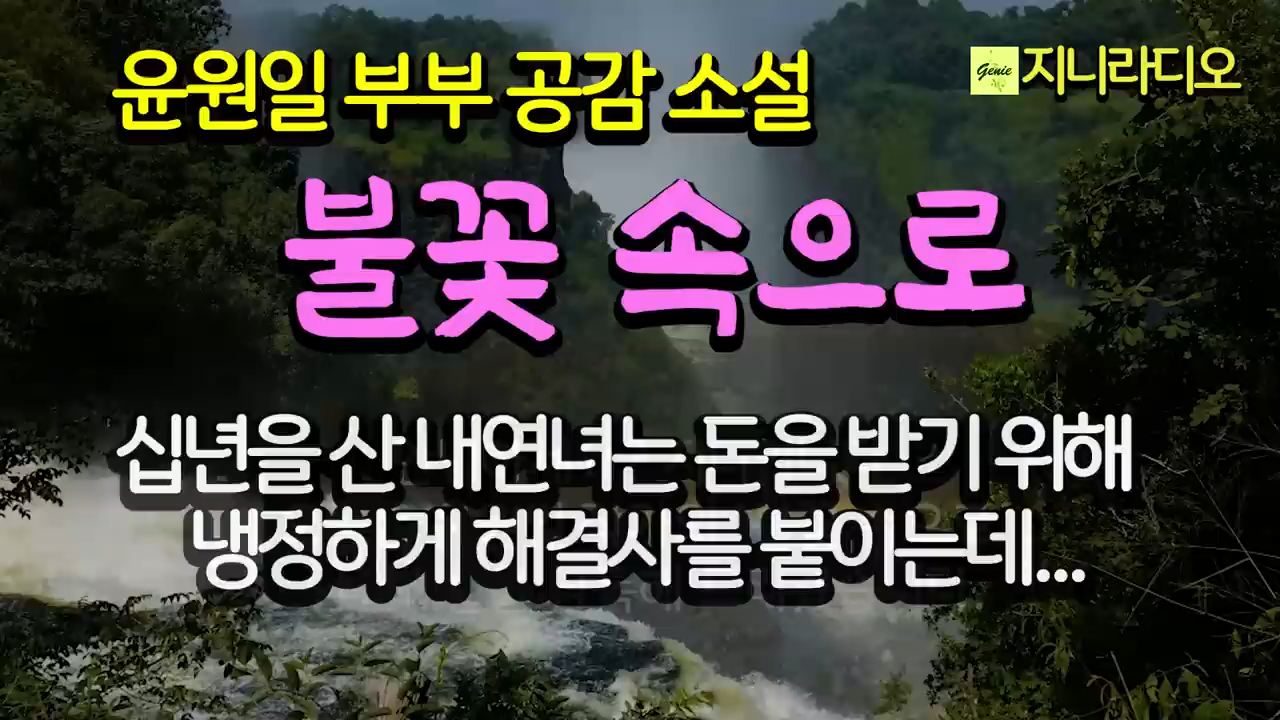 윤원일 부부 공감 소설
Genie 지니라디오
불꽃 속으로
십년을 산 내연녀는 돈을 받기 위해
냉정하게 해결사를 붙이는데...